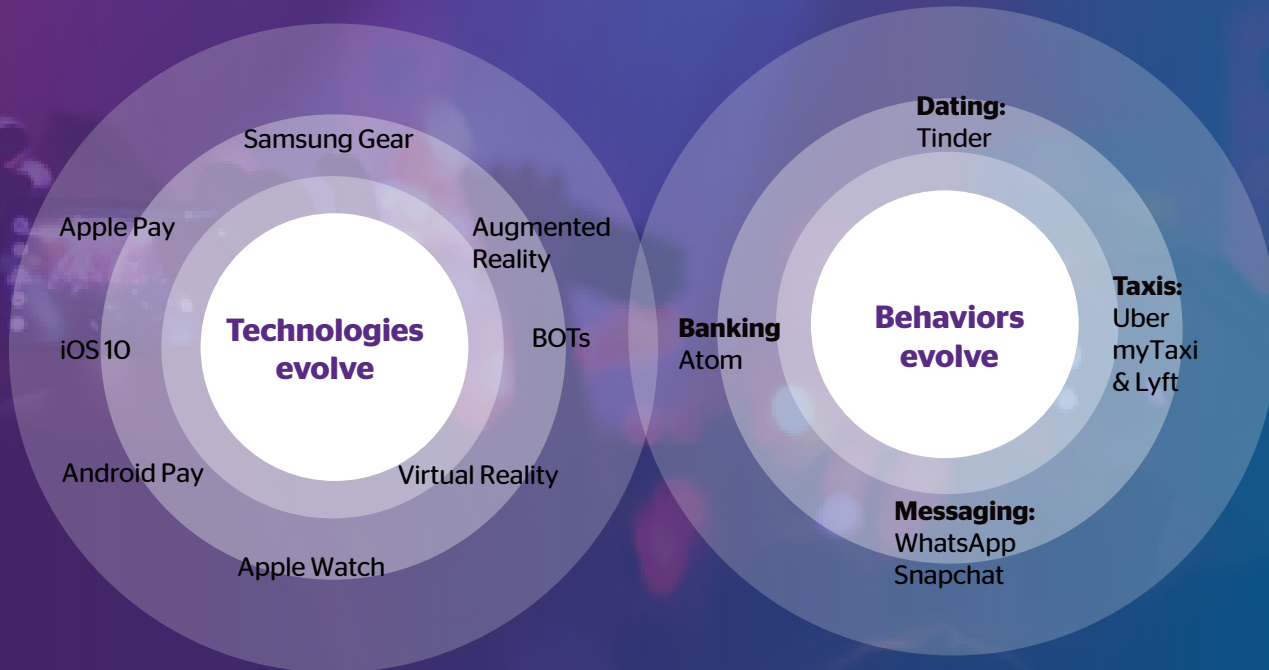 Samsung Gear
Apple Pay
Augmented
Reality
Technologies
evolve
iOS 10
BOTs
Android Pay
Virtual Reality
Apple Watch
Dating:
Tinder
Banking
Atom
Behaviors
evolve
Taxis:
Uber
myTaxi
& Lyft
Messaging:
WhatsApp
Snapchat